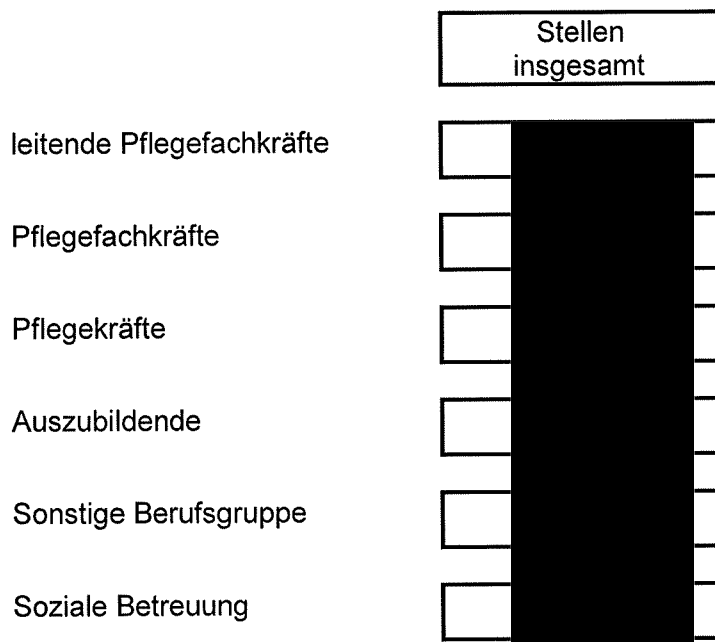 Stellen
insgesamt
leitende Pflegefachkräfte
Pflegefachkräfte
Pflegekräfte
Auszubildende
Sonstige Berufsgruppe
Soziale Betreuung